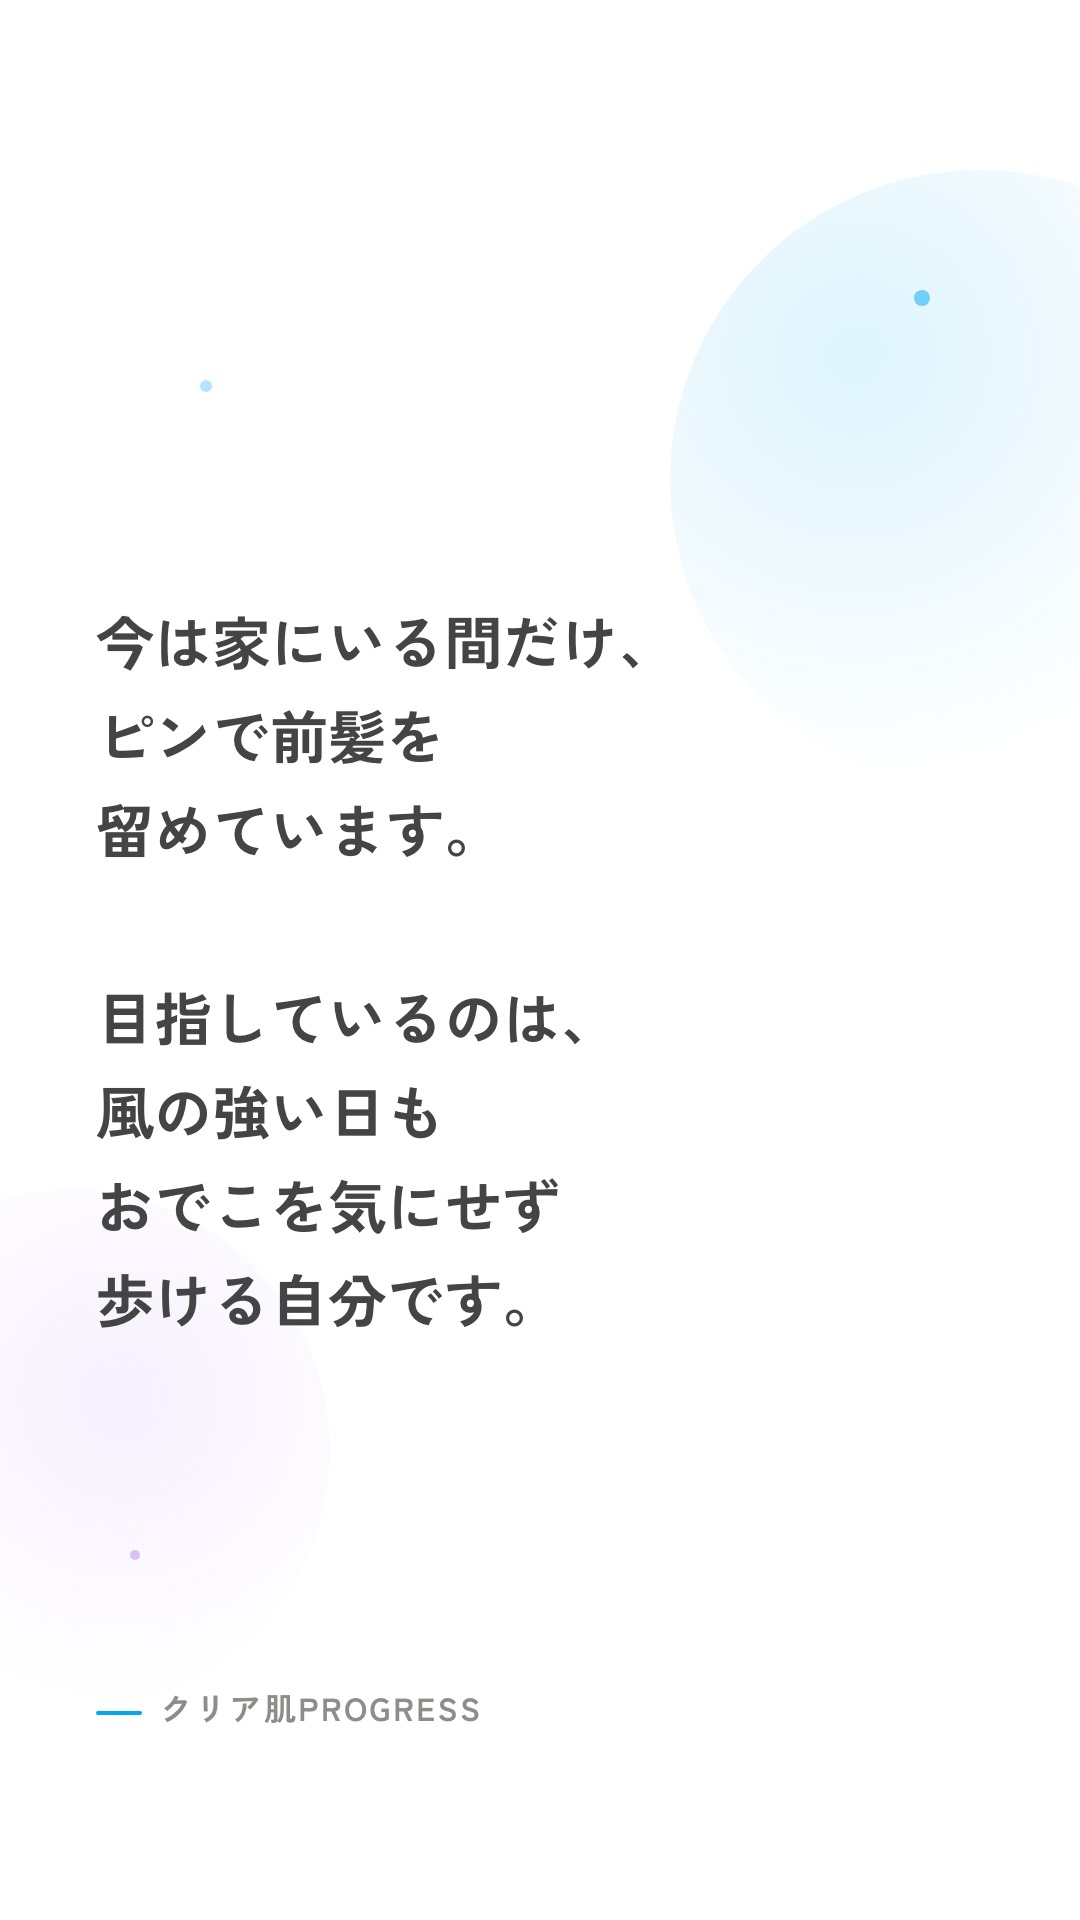 今は家にいる間だけ、
ピンで前髪を
留めています。
目指しているのは、
風の強い日も
おでこを気にせず
歩ける自分です。
クリア肌PROGRESS